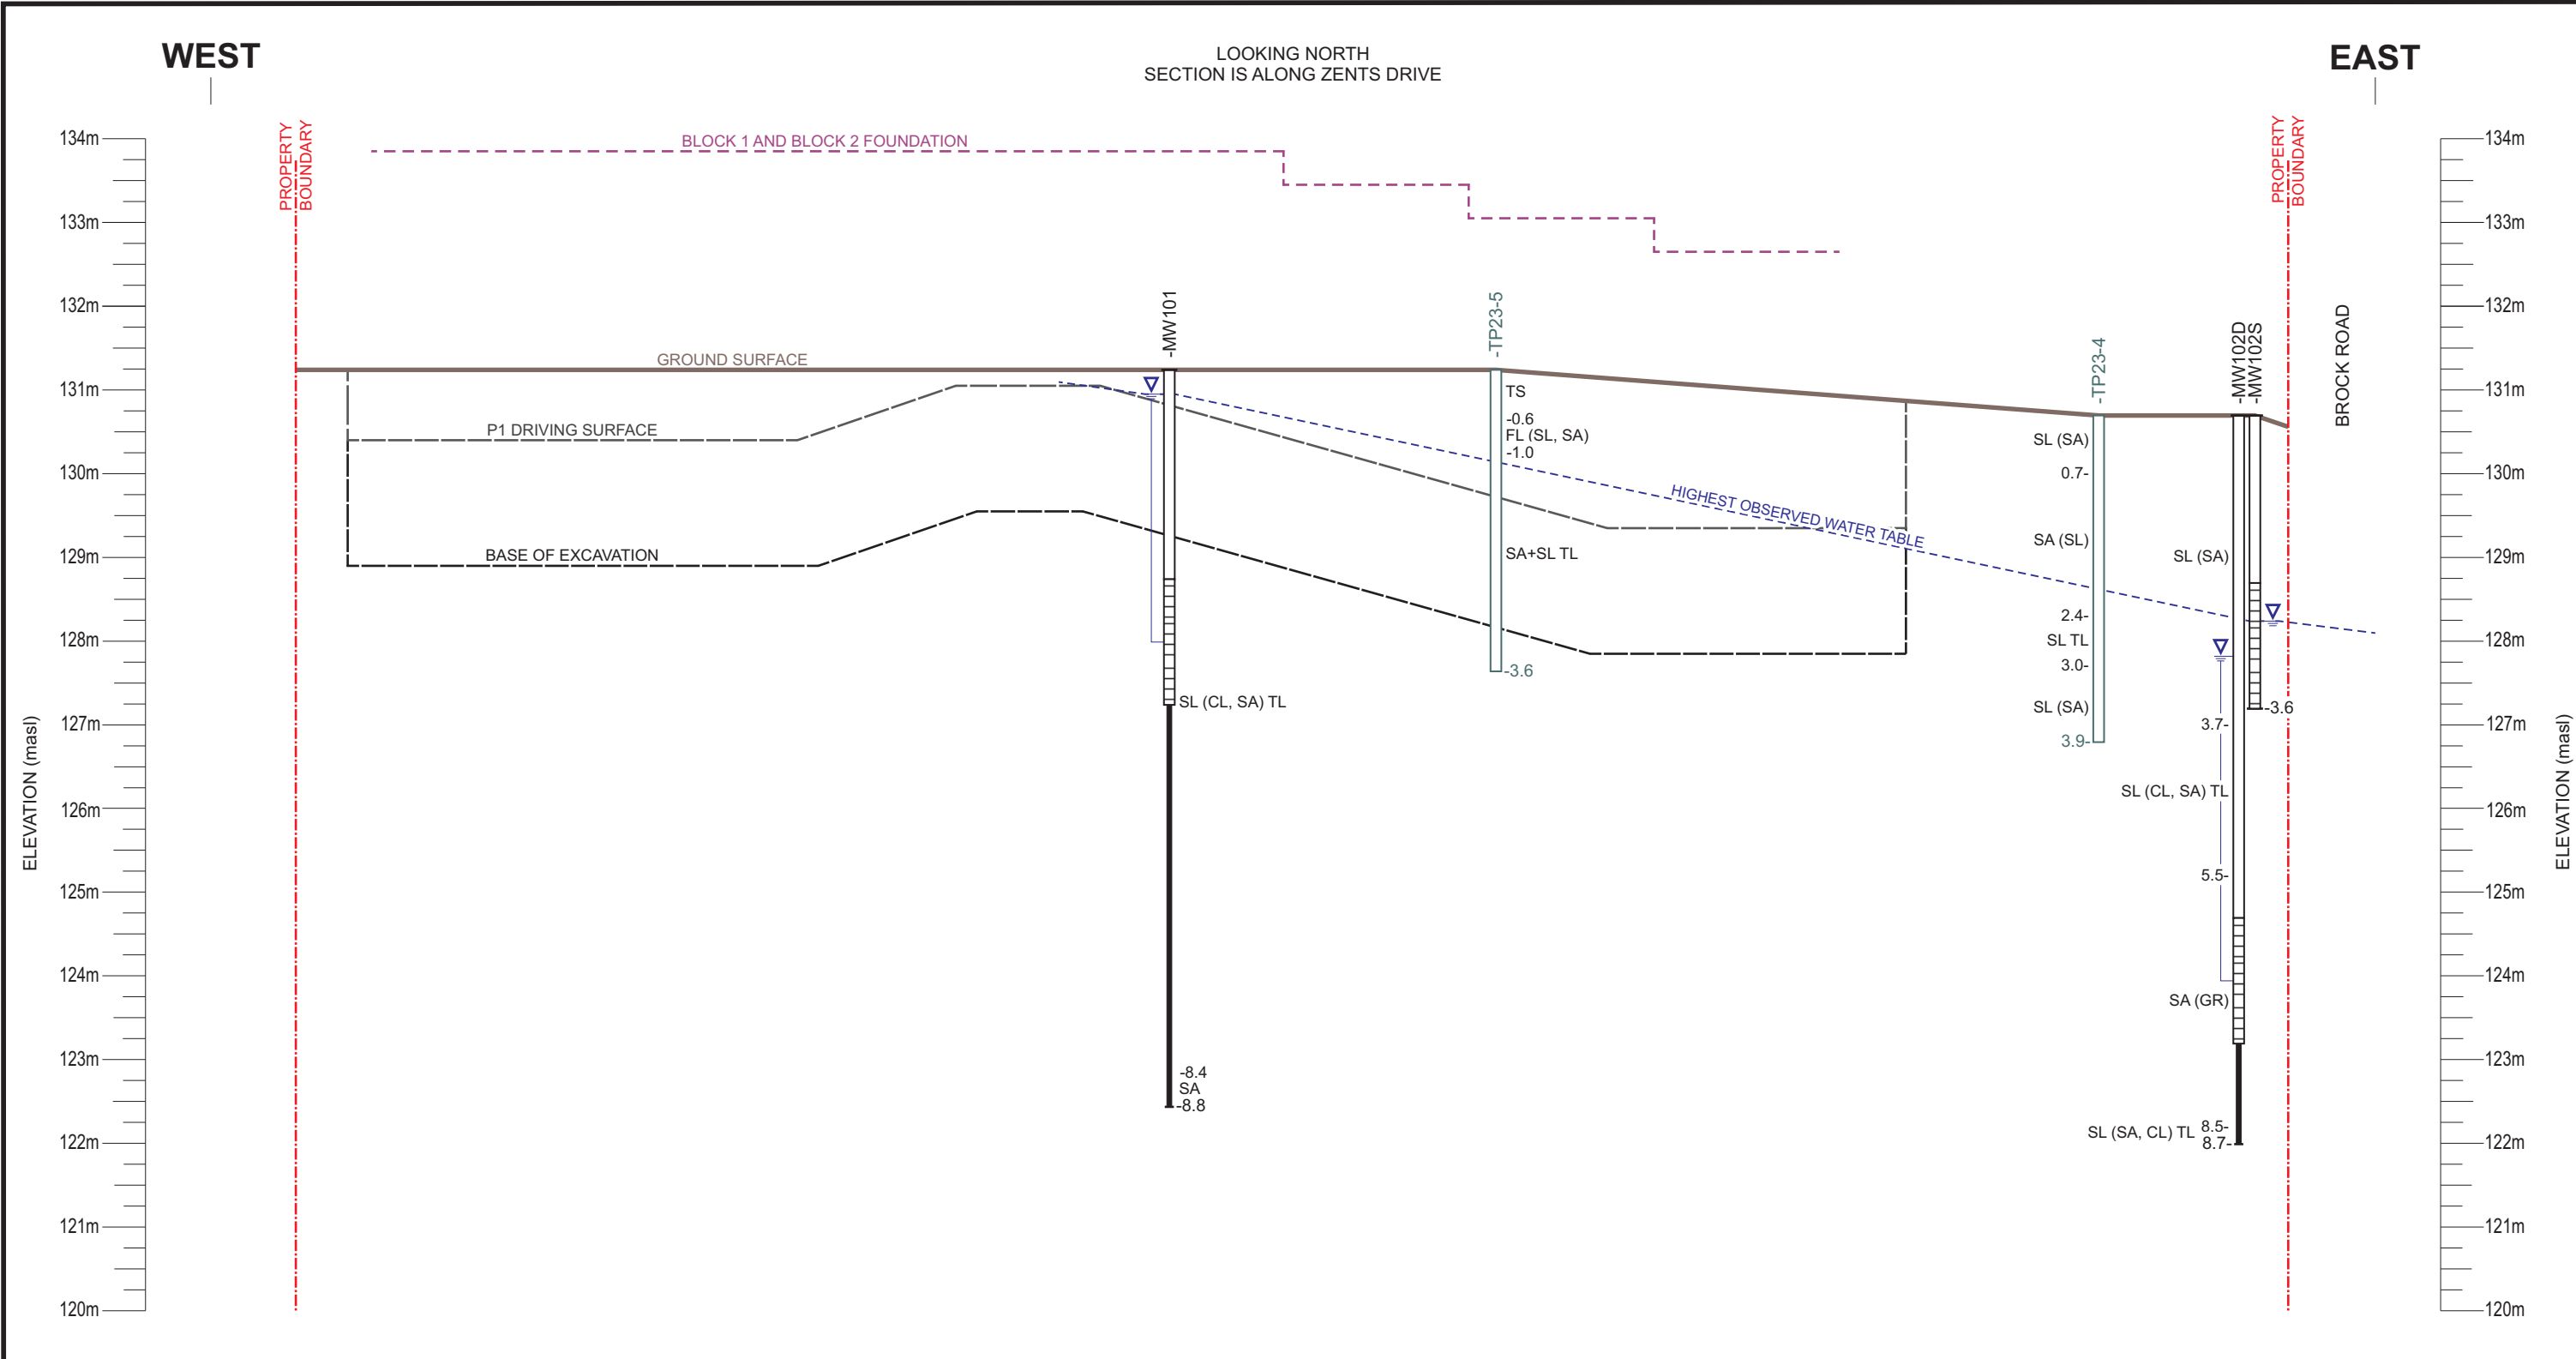 WEST
LOOKING NORTH
SECTION IS ALONG ZENTS DRIVE
EAST
PROPERTY
BOUNDARY
PROPERTY
BOUNDARY
BLOCK 1 AND BLOCK 2 FOUNDATION
134m
133m
132m
131m
130m
129m
128m
127m
126m
125m
124m
123m
122m
121m
120m
ELEVATION (masl)
GROUND SURFACE
P1 DRIVING SURFACE
BASE OF EXCAVATION
-MW101
SL (CL, SA) TL
-8.4
SA
-8.8
-TP23-5
TS
-0.6
FL (SL, SA)
-1.0
SA+SL TL
-3.6
HIGHEST OBSERVED WATER TABLE
-TP23-4
SL (SA)
0.7-
SA (SL)
2.4-
SL TL
3.0-
SL (SA)
3.9-
-MW102D
-MW102S
SL (SA)
3.7-
-3.6
SL (CL, SA) TL
5.5-
SA (GR)
8.5-
SL (SA, CL) TL
8.7-
BROCK ROAD
134m
133m
132m
131m
130m
129m
128m
127m
126m
125m
124m
123m
122m
121m
120m
ELEVATION (masl)